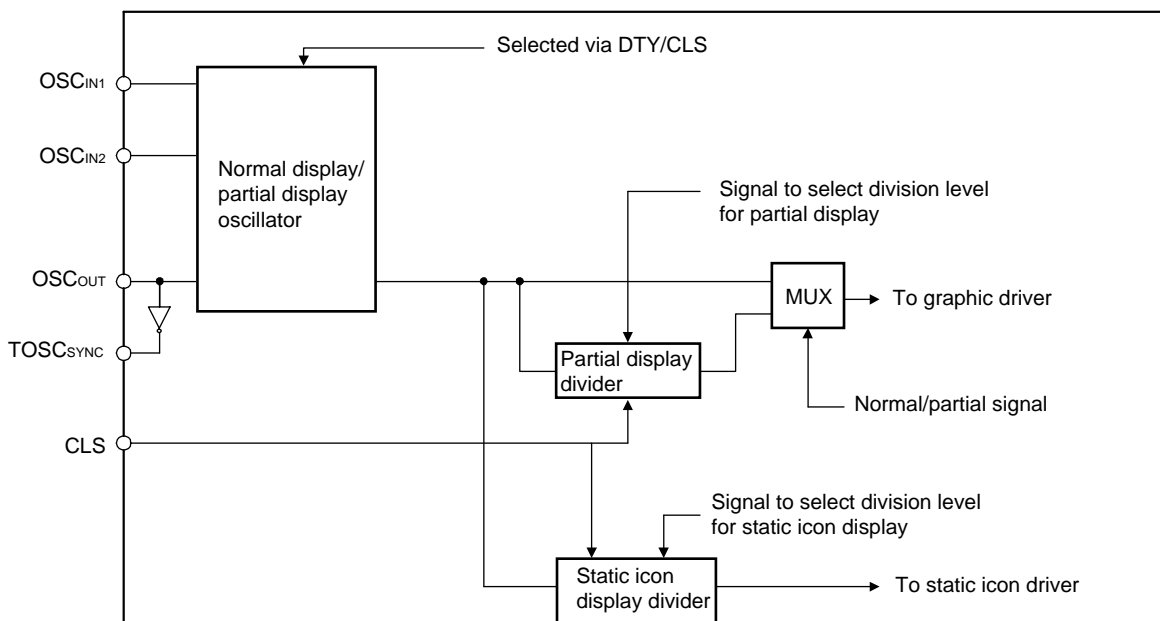 Selected via DTY/CLS
OSCIN1
OSCIN2
Normal display/
partial display
oscillator
Signal to select division level
for partial display
OSCOUT
MUX
To graphic driver
TOSCSYNC
Partial display
divider
Normal/partial signal
CLS
Signal to select division level
for static icon display
Static icon
display divider
To static icon driver